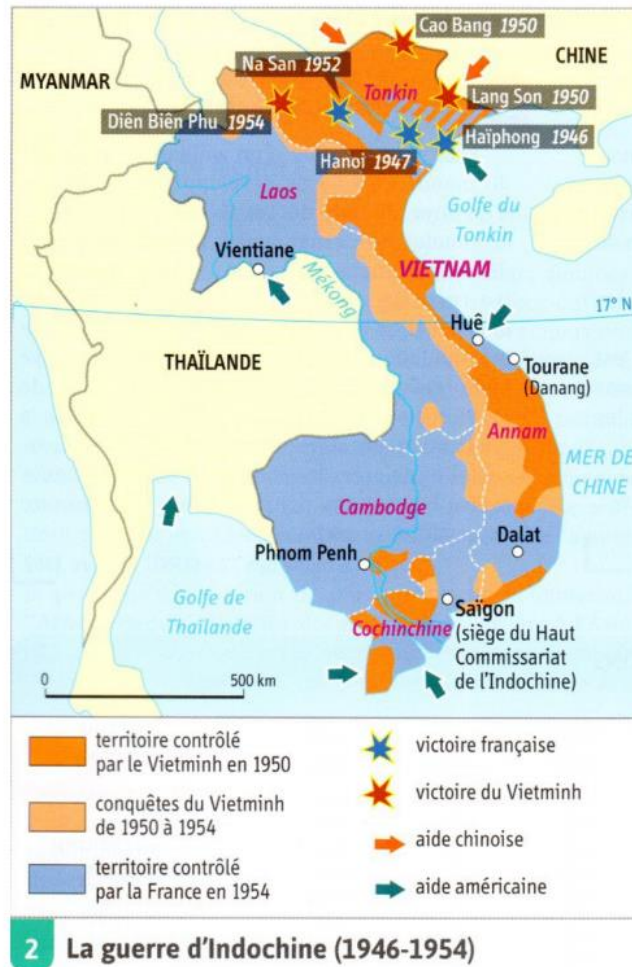 Cao Bang 1950
CHINE
MYANMAR
Na San 1952
Tonkin
Lang Son 1950
Diên Biên Phu 1954
Haïphong 1946
Hanoi 1947
Laos
Golfe du
Tonkin
Vientiane
Mékong
VIETNAM
17° N
Huê
THAÏLANDE
Tourane
(Danang)
Annam
MER DE
CHINE
Cambodge
Dalat
Phnom Penh
Golfe de
Thaïlande
Saïgon
(siège du Haut
Commissariat
de l'Indochine)
Cochinchine
0 500 km
territoire contrôlé
par le Vietminh en 1950
conquêtes du Vietminh
de 1950 à 1954
territoire contrôlé
par la France en 1954
victoire française
victoire du Vietminh
aide chinoise
aide américaine
2 La guerre d'Indochine (1946-1954)